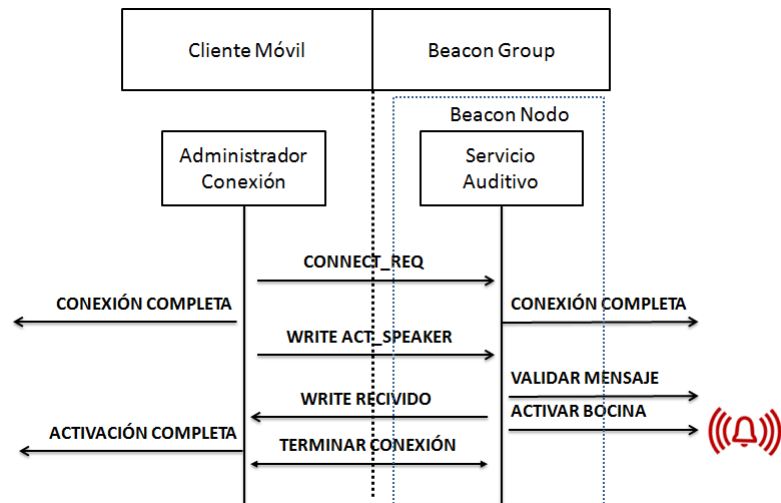 Cliente Móvil
Beacon Group
Beacon Nodo
Administrador
Conexión
Servicio
Auditivo
CONNECT_REQ
CONEXIÓN COMPLETA
CONEXIÓN COMPLETA
WRITE ACT_SPEAKER
VALIDAR MENSAJE
WRITE RECIVIDO
ACTIVAR BOCINA
ACTIVACIÓN COMPLETA
TERMINAR CONEXIÓN